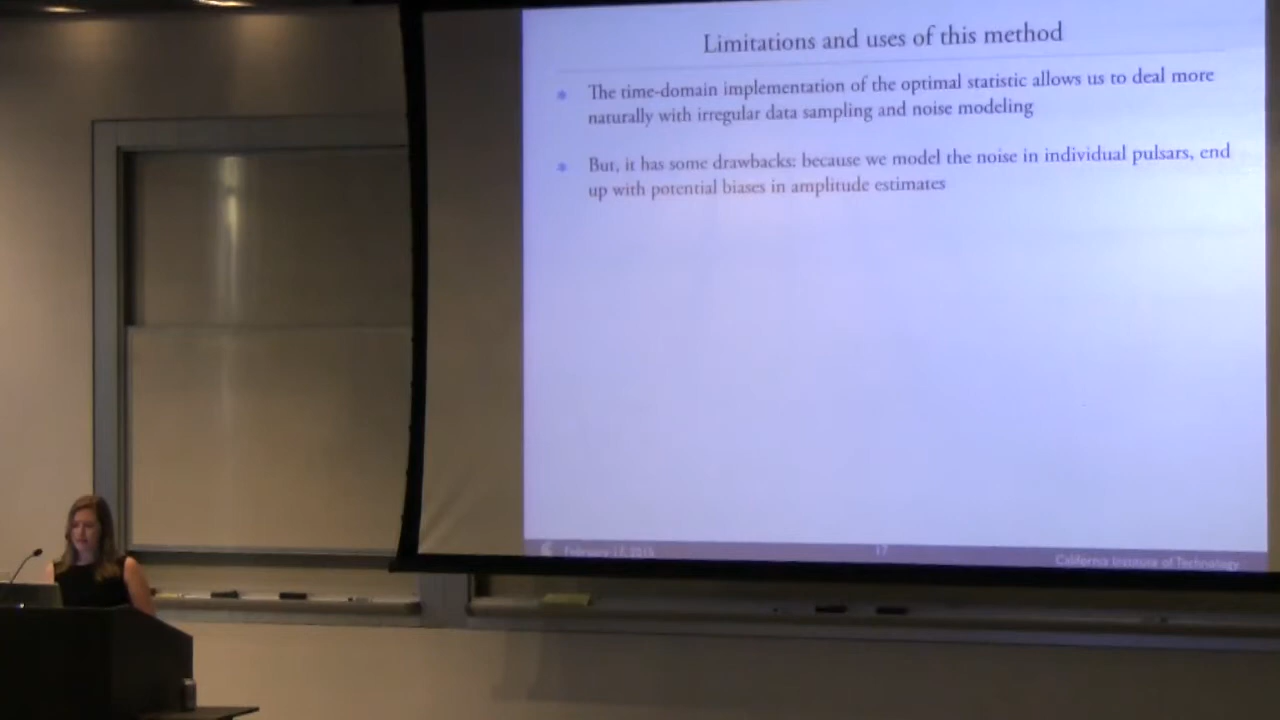 Limitations and uses of this method
The time-domain implementation of the optimal statistic allows us to deal more
naturally with irregular data sampling and noise modeling
But, it has some drawbacks: because we model the noise in individual pulsars, end
up with potential biases in amplitude estimates
February 17, 2015
17
California Institute of Technology